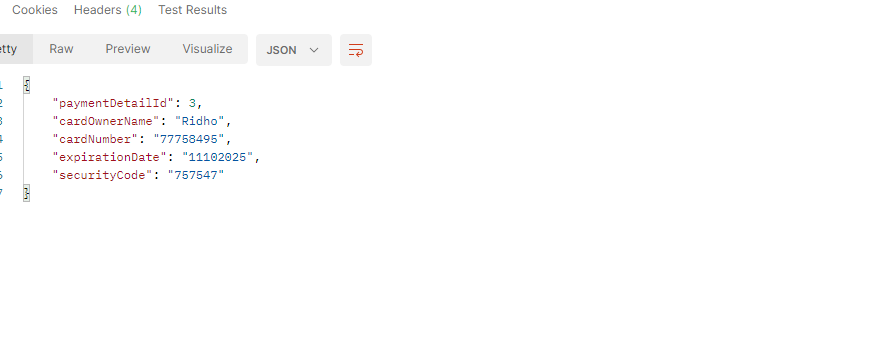 Cookies Headers (4) Test Results
etty Raw Preview Visualize JSON
1 {
2 "paymentDetailId": 3,
3 "cardOwnerName": "Ridho",
4 "cardNumber": "77758495",
5 "expirationDate": "11102025",
6 "securityCode": "757547"
7 }